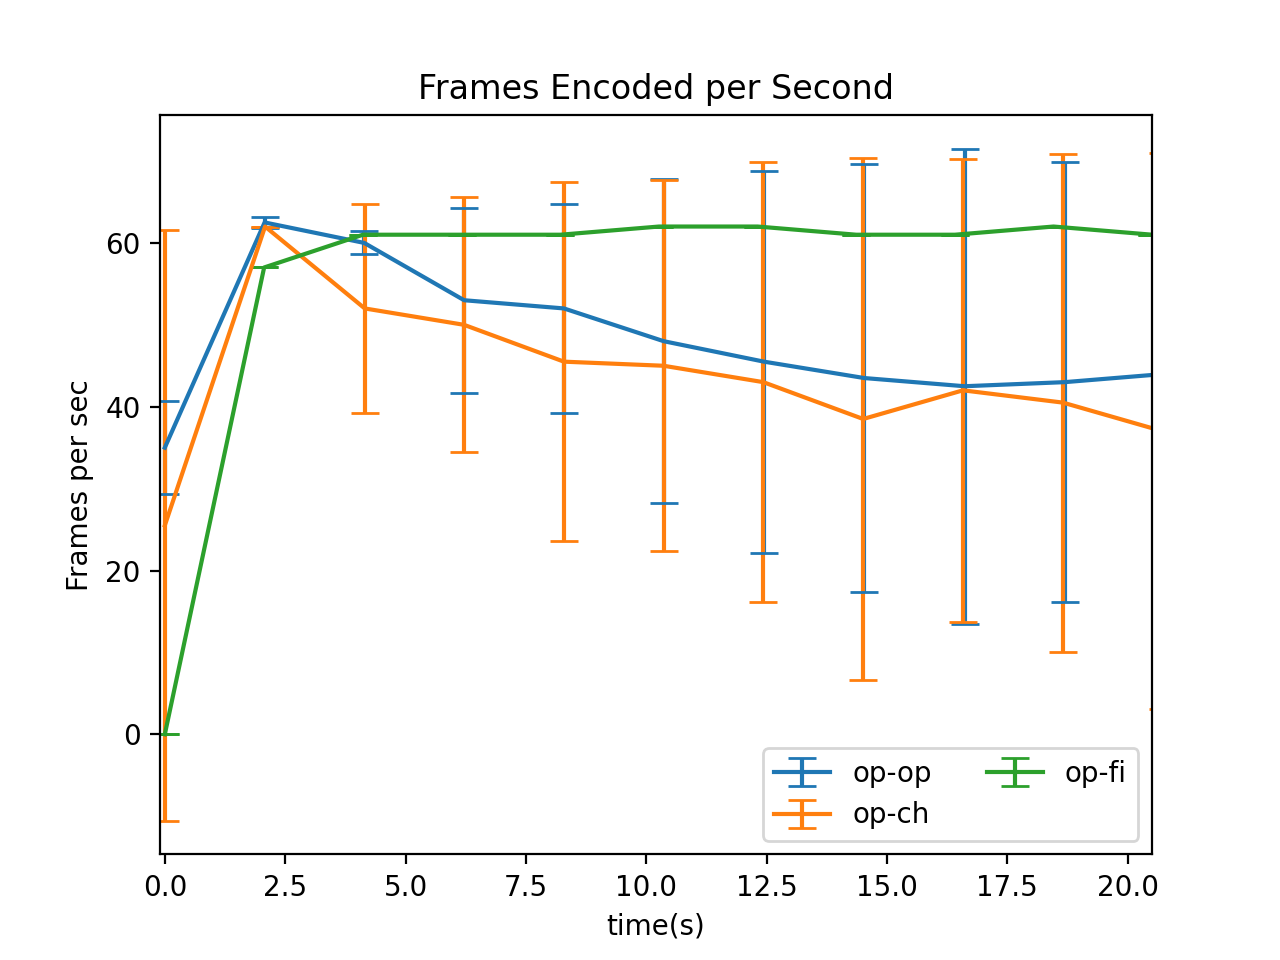 Frames Encoded per Second
Frames per sec
60
40
20
0
0.0 2.5 5.0 7.5 10.0 12.5 15.0 17.5 20.0
time(s)
op-op op-fi
op-ch